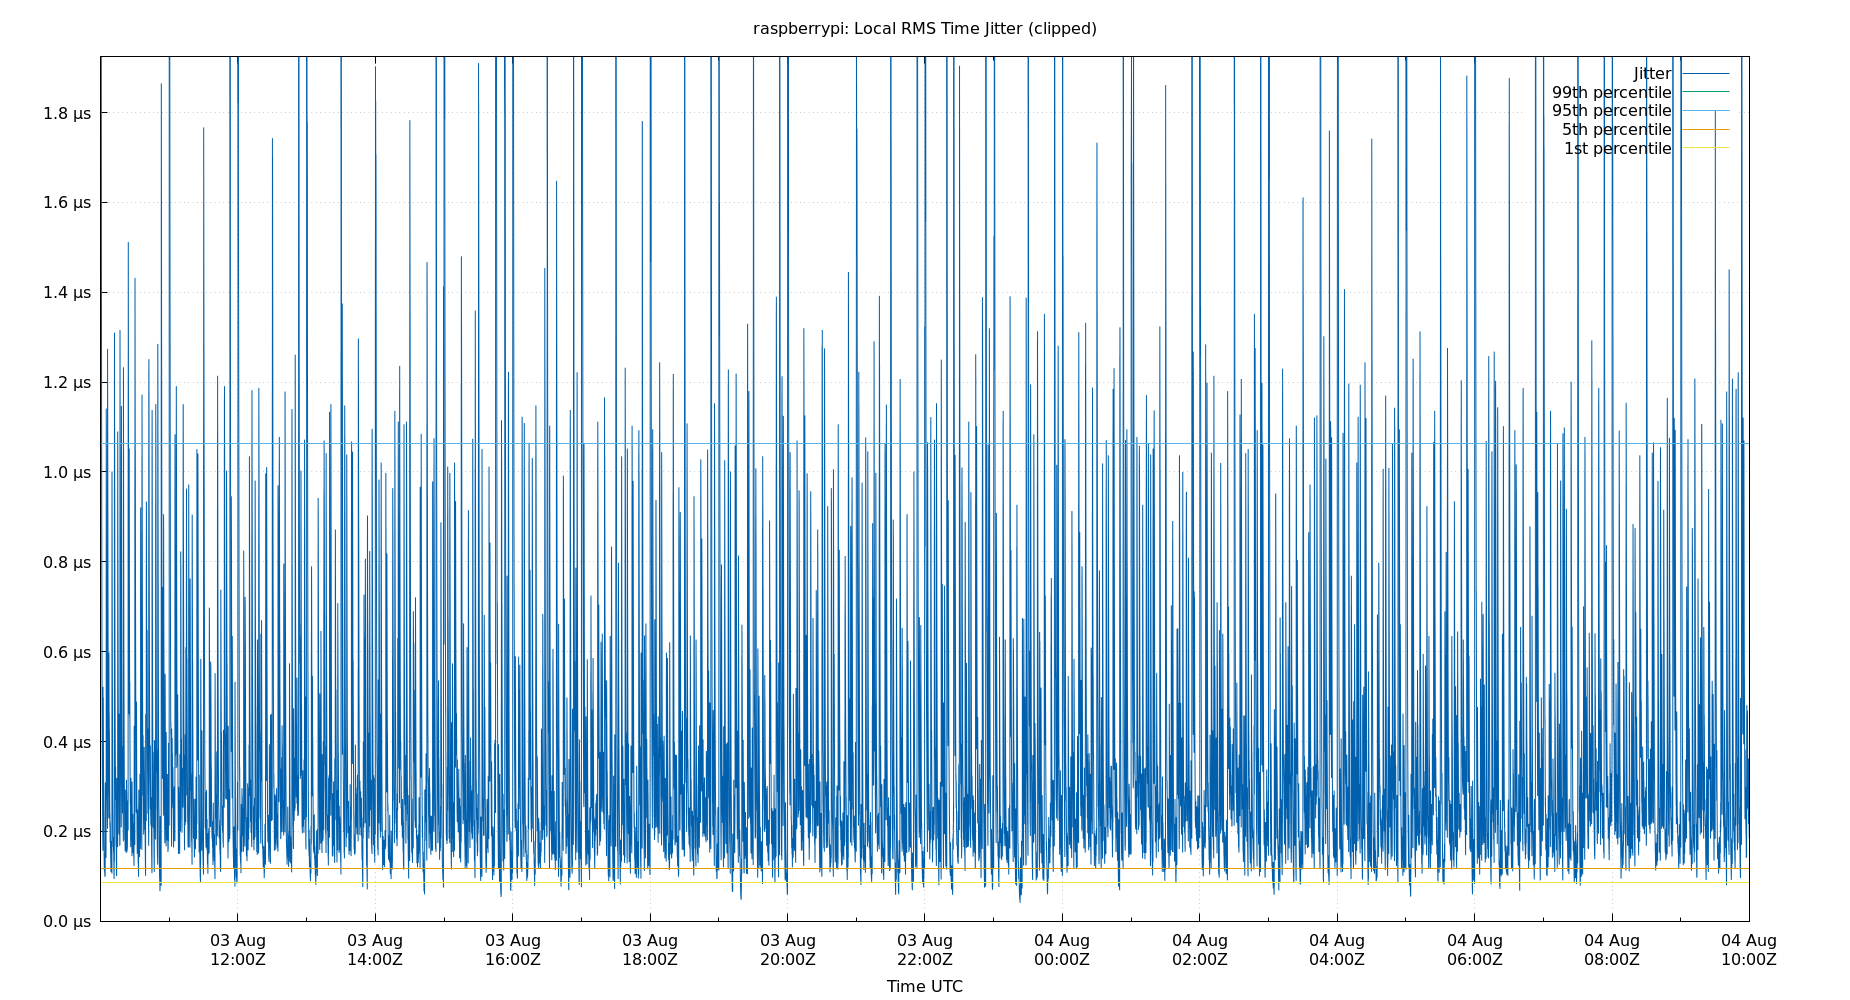 raspberrypi: Local RMS Time Jitter (clipped)
Jitter
99th percentile
95th percentile
5th percentile
1st percentile
1.8 μs
1.6 μs
1.4 μs
1.2 μs
1.0 μs
0.8 μs
0.6 μs
0.4 μs
0.2 μs
0.0 μs
03 Aug 03 Aug 03 Aug 03 Aug 03 Aug 03 Aug 04 Aug 04 Aug 04 Aug 04 Aug 04 Aug 04 Aug
12:00Z 14:00Z 16:00Z 18:00Z 20:00Z 22:00Z 00:00Z 02:00Z 04:00Z 06:00Z 08:00Z 10:00Z
Time UTC